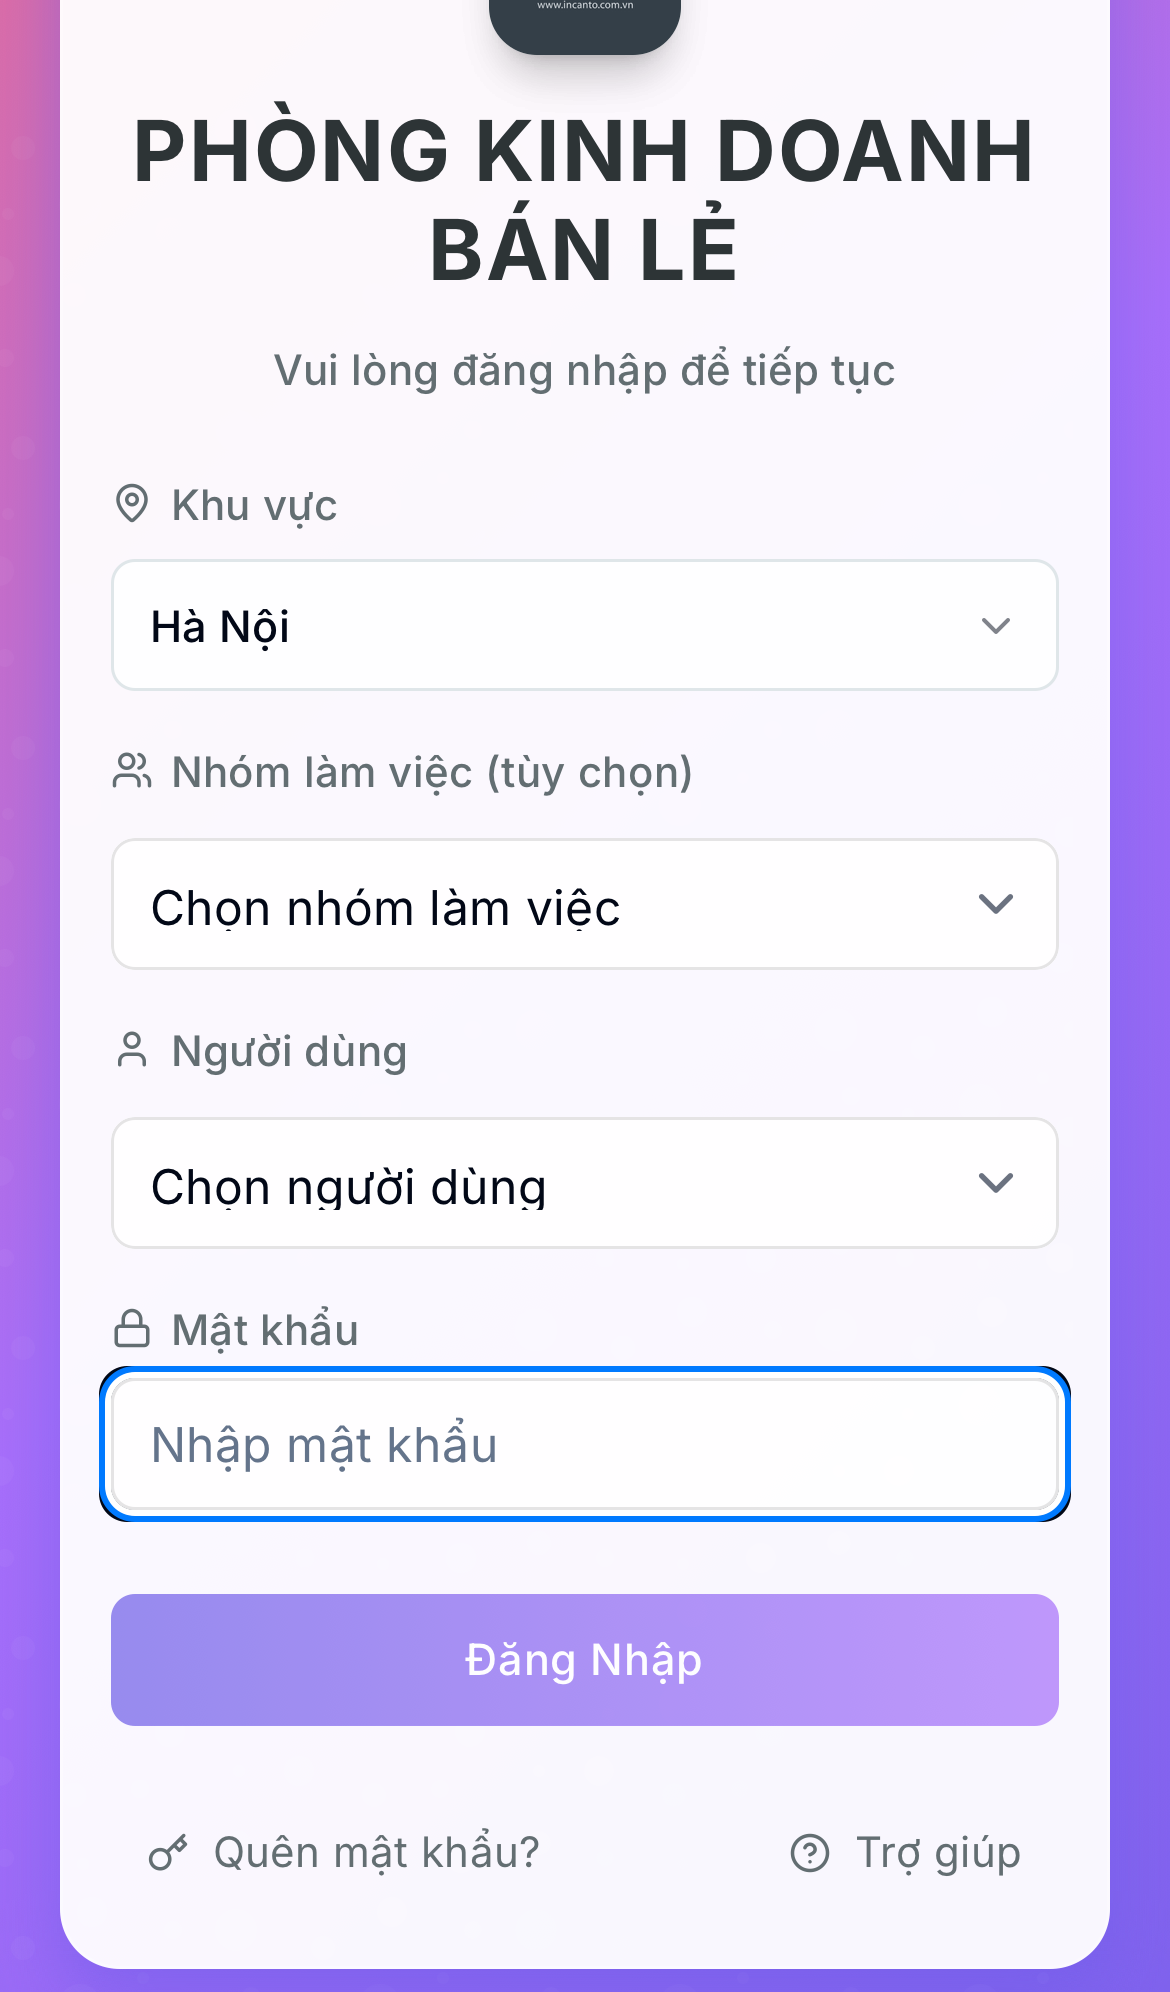 www.incanto.com.vn
PHÒNG KINH DOANH
BÁN LẺ
Vui lòng đăng nhập để tiếp tục
Khu vực
Hà Nội
Nhóm làm việc (tùy chọn)
Chọn nhóm làm việc
Người dùng
Chọn người dùng
Mật khẩu
Nhập mật khẩu
Đăng Nhập
Quên mật khẩu?
Trợ giúp